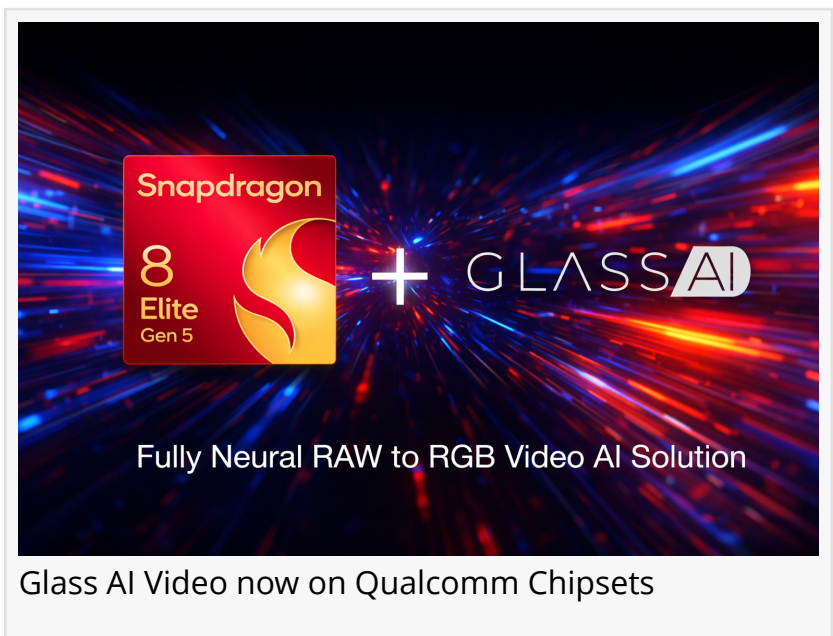 Snapdragon
8
Elite
Gen 5
+
GLASS AI
Fully Neural RAW to RGB Video AI Solution
Glass AI Video now on Qualcomm Chipsets